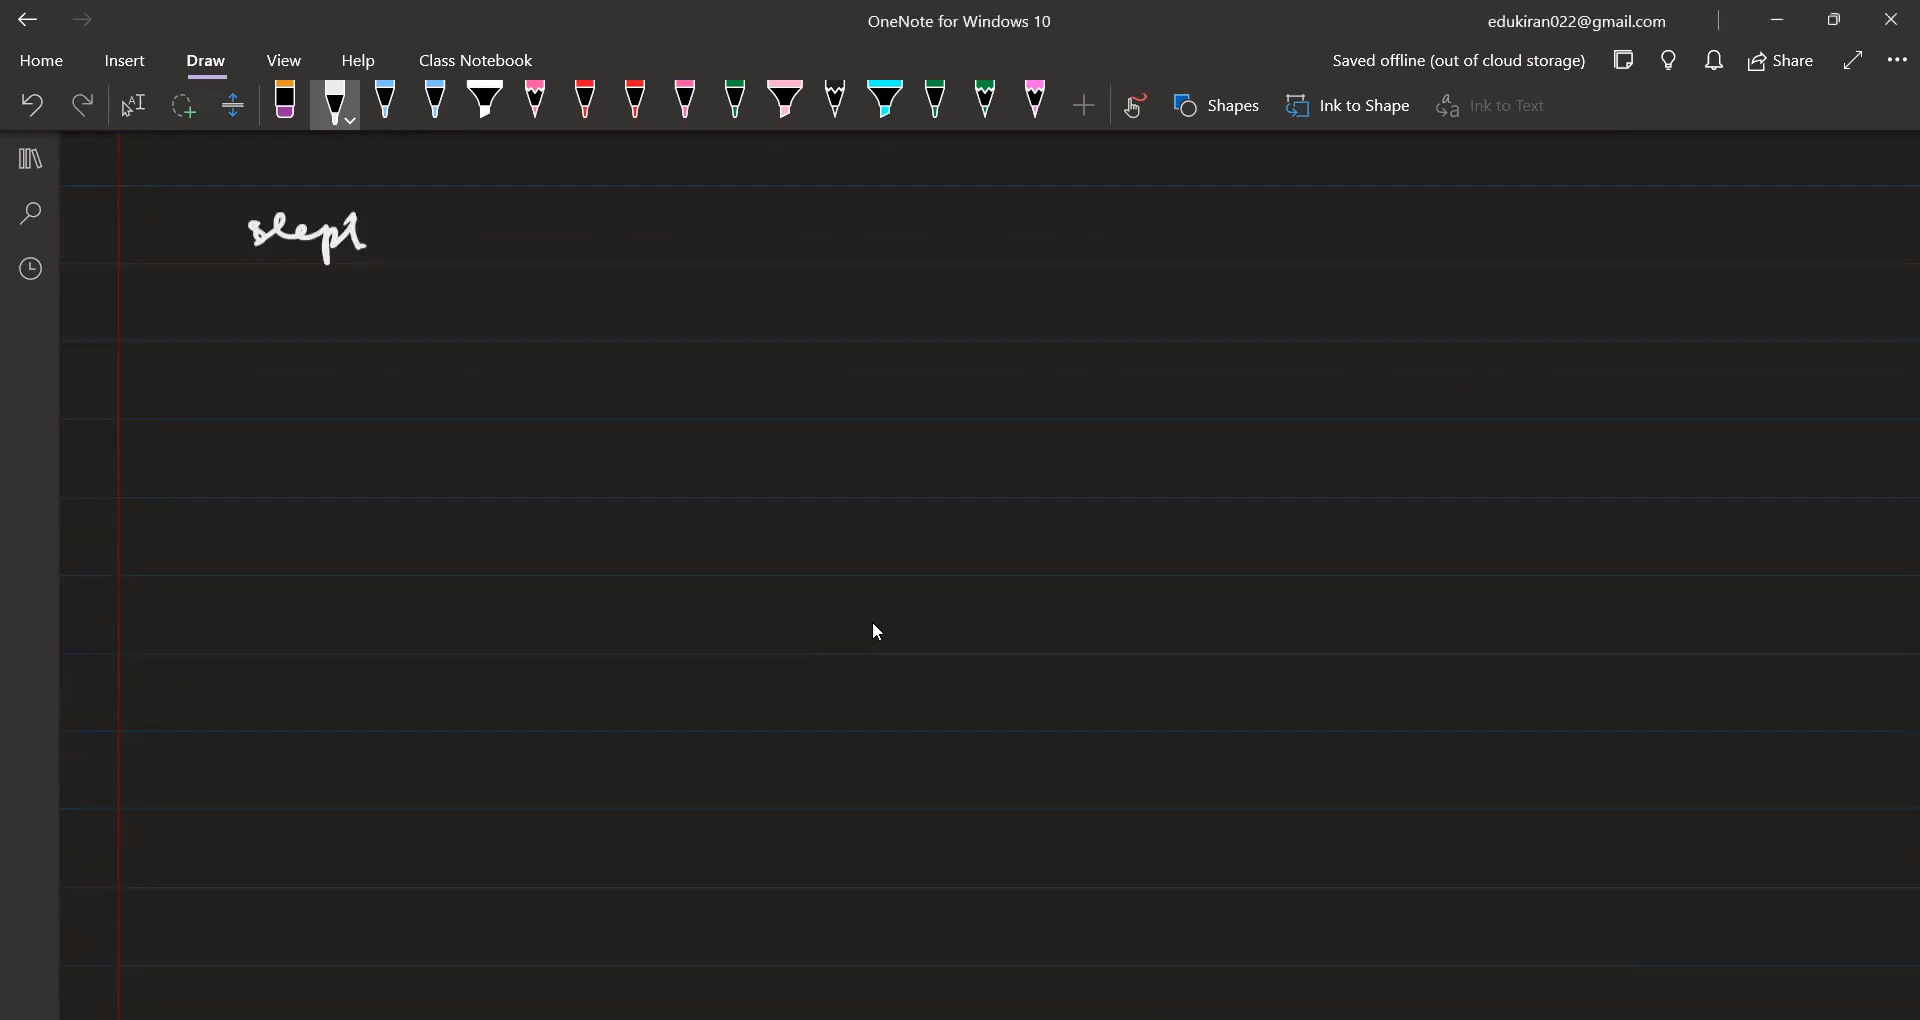 OneNote for Windows 10
edukiran022@gmail.com
Home Insert Draw View Help Class Notebook
Saved offline (out of cloud storage) Share
Shapes Ink to Shape Ink to Text
slept